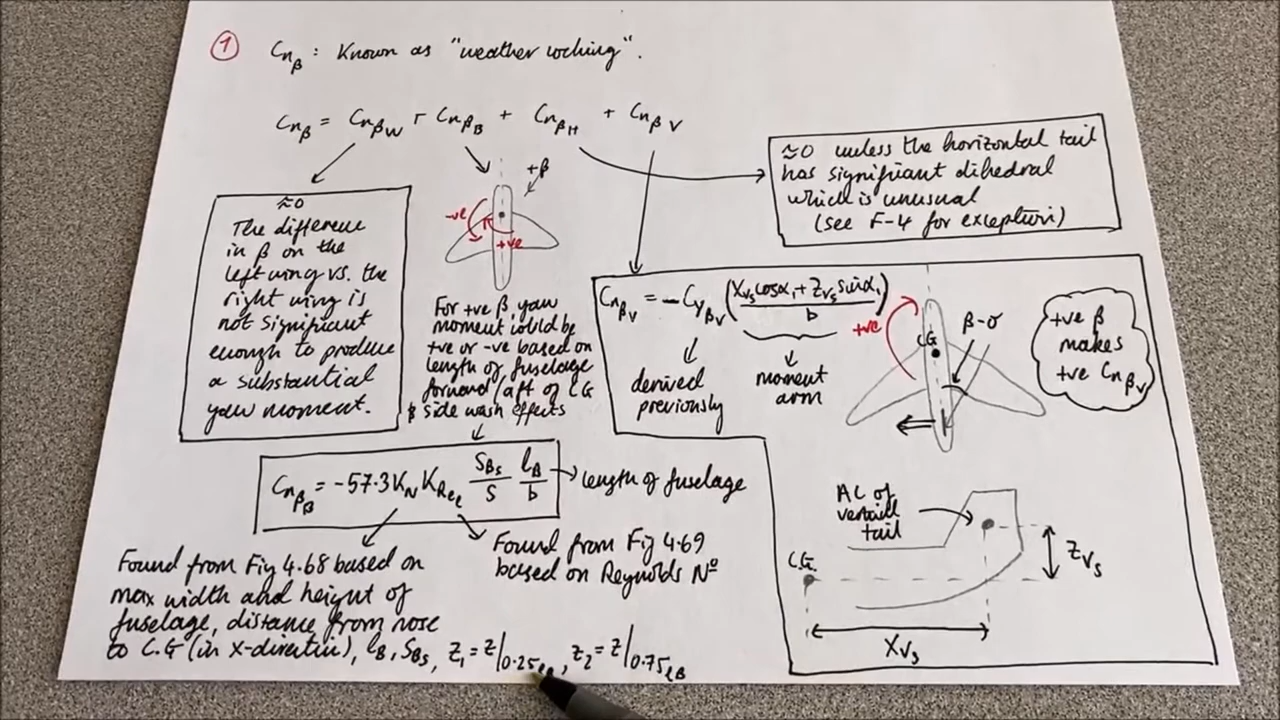 ① Cnβ : Known as "weather cocking".
Cnβ = CnβW + CnβB + CnβH + CnβV
≈0
The difference
in β on the
left wing vs. the
right wing is
not significant
enough to produce
a substantial
yaw moment.
+β
-ve
+ve
For +ve β, yaw
moment could be
+ve or -ve based on
length of fuselage
forward/aft of CG
& side wash effects
CnβB = -57.3 KN KRel SBs/S lB/b → length of fuselage
Found from Fig 4.68 based on
max width and height of
fuselage, distance from nose
to C.G (in X-direction), lB, SBs, z1 = z|0.25lB, z2 = z|0.75lB
Found from Fig 4.69
based on Reynolds Nº
≈0 unless the horizontal tail
has significant dihedral
which is unusual
(see F-4 for exception)
CnβV = -CyβV (XVs cosα1 + ZVs sinα1 / b)
derived
previously
moment
arm
+ve
CG
β-σ
+ve β
makes
+ve CnβV
AC of
vertical
tail
C.G.
ZVs
XVs